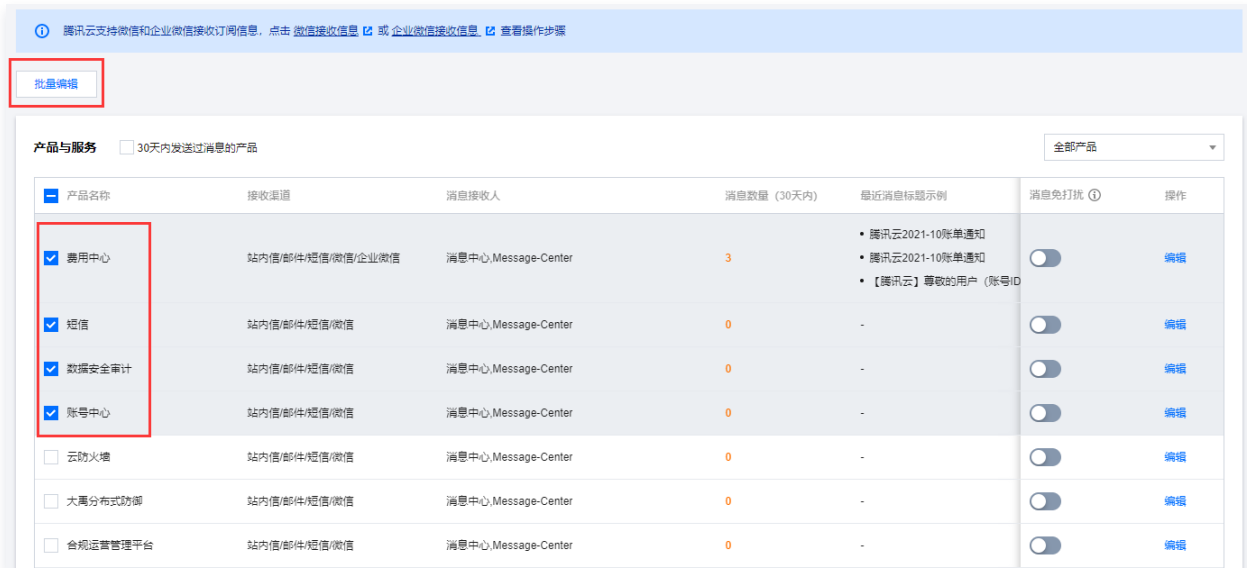 腾讯云支持微信和企业微信接收订阅信息，点击 微信接收信息 或 企业微信接收信息 查看操作步骤
批量编辑
产品与服务 30天内发送过消息的产品 全部产品
产品名称 接收渠道 消息接收人 消息数量（30天内） 最近消息标题示例 消息免打扰 操作
• 腾讯云2021-10账单通知
费用中心 站内信/邮件/短信/微信/企业微信 消息中心,Message-Center 3 • 腾讯云2021-10账单通知 编辑
• 【腾讯云】尊敬的用户（账号ID
短信 站内信/邮件/短信/微信 消息中心,Message-Center 0 - 编辑
数据安全审计 站内信/邮件/短信/微信 消息中心,Message-Center 0 - 编辑
账号中心 站内信/邮件/短信/微信 消息中心,Message-Center 0 - 编辑
云防火墙 站内信/邮件/短信/微信 消息中心,Message-Center 0 - 编辑
大禹分布式防御 站内信/邮件/短信/微信 消息中心,Message-Center 0 - 编辑
合规运营管理平台 站内信/邮件/短信/微信 消息中心,Message-Center 0 - 编辑